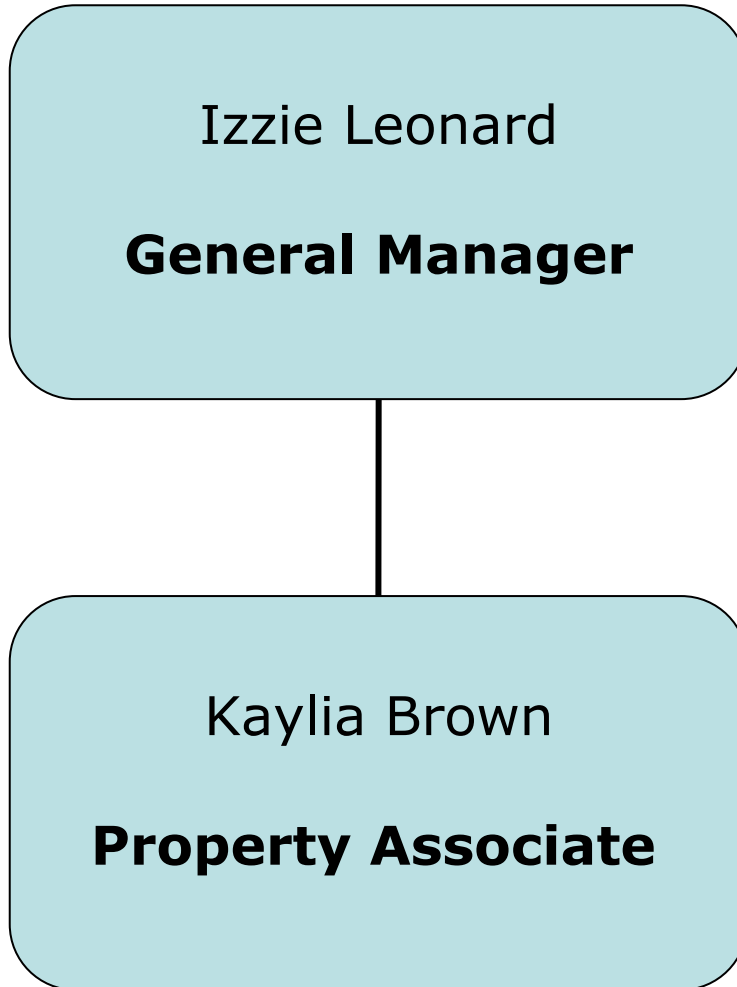 Izzie Leonard
General Manager
Kaylia Brown
Property Associate